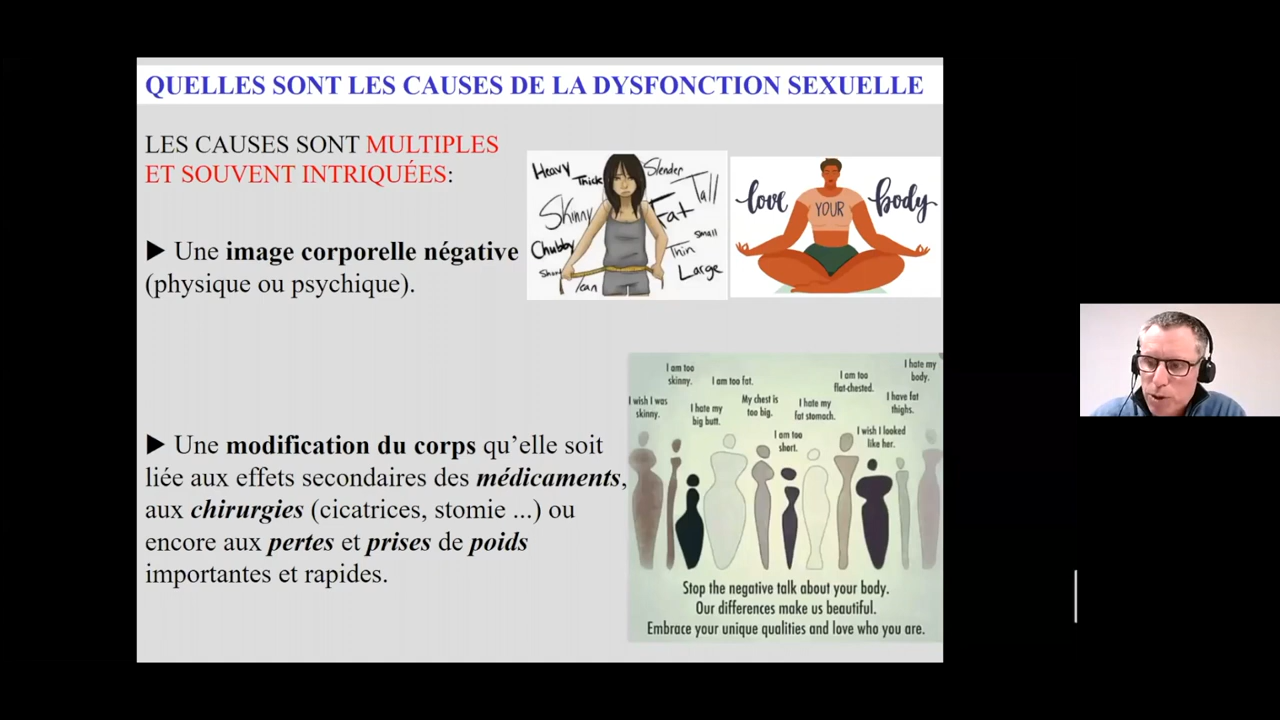 QUELLES SONT LES CAUSES DE LA DYSFONCTION SEXUELLE
LES CAUSES SONT MULTIPLES
ET SOUVENT INTRIQUÉES:
▶ Une image corporelle négative
(physique ou psychique).
Heavy
Thick
Slender
Tall
Skinny
Fat
Chubby
Small
Thin
Large
love YOUR body
▶ Une modification du corps qu’elle soit
liée aux effets secondaires des médicaments,
aux chirurgies (cicatrices, stomie ...) ou
encore aux pertes et prises de poids
importantes et rapides.
I am too
skinny.
I am too fat.
I am too
flat-chested.
I hate my
body.
I wish I was
skinny.
I hate my
big butt.
My chest is
too big.
I hate my
fat stomach.
I have fat
thighs.
I am too
short.
I wish I looked
like her.
Stop the negative talk about your body.
Our differences make us beautiful.
Embrace your unique qualities and love who you are.